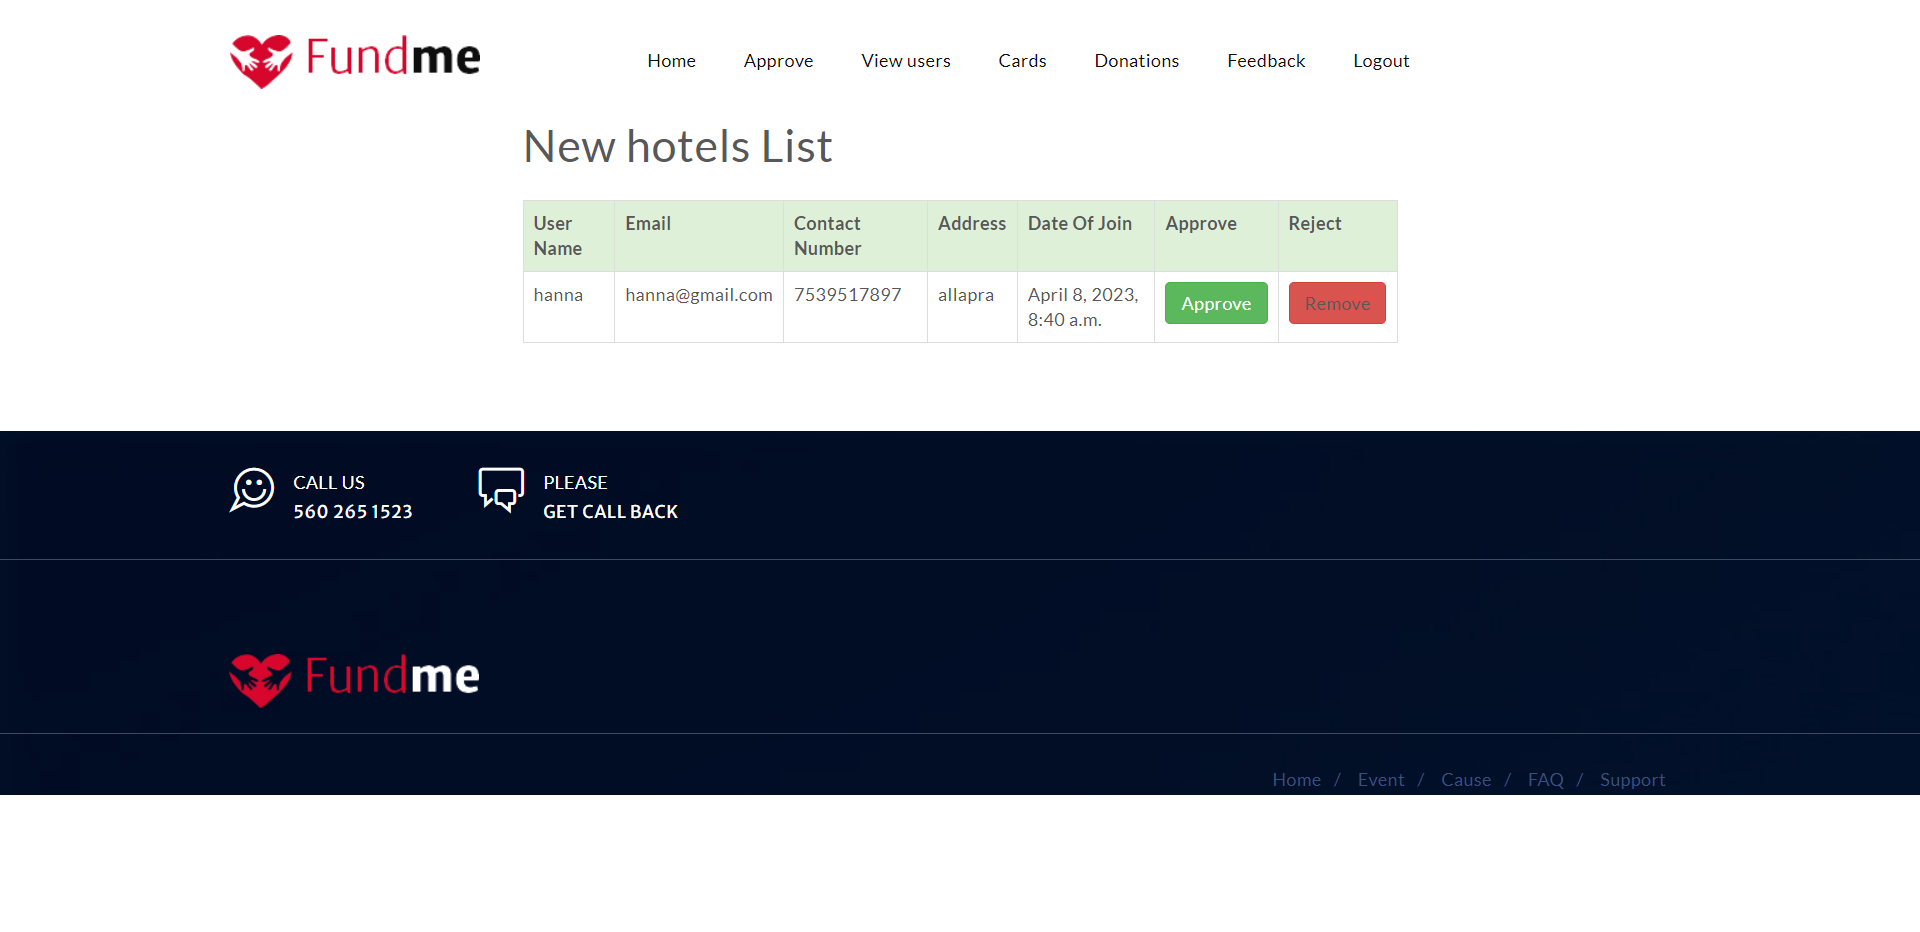 Fundme
Home Approve View users Cards Donations Feedback Logout
New hotels List
User Name Email Contact Number Address Date Of Join Approve Reject
hanna hanna@gmail.com 7539517897 allapra April 8, 2023, 8:40 a.m. Approve Remove
CALL US
560 265 1523
PLEASE
GET CALL BACK
Fundme
Home / Event / Cause / FAQ / Support